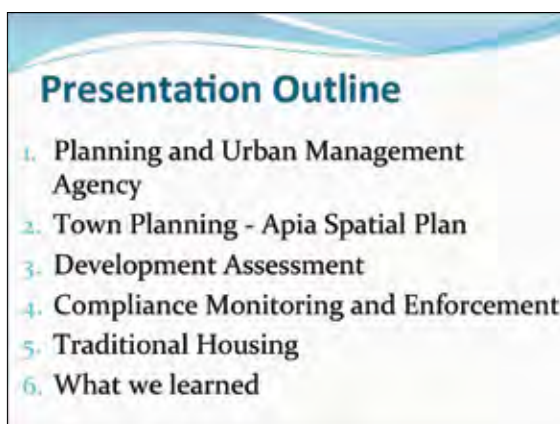 Presentation Outline
1. Planning and Urban Management
Agency
2. Town Planning - Apia Spatial Plan
3. Development Assessment
4. Compliance Monitoring and Enforcement
5. Traditional Housing
6. What we learned